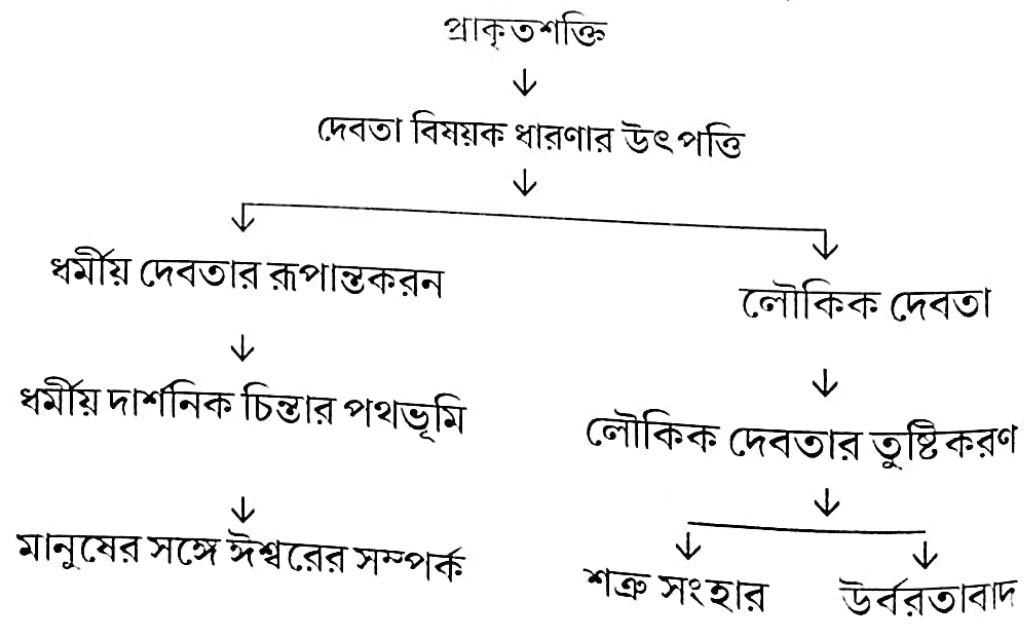 প্রাকৃতশক্তি
দেবতা বিষয়ক ধারণার উৎপত্তি
ধর্মীয় দেবতার রূপান্তকরন
লৌকিক দেবতা
ধর্মীয় দার্শনিক চিন্তার পথভূমি
লৌকিক দেবতার তুষ্টিকরণ
মানুষের সঙ্গে ঈশ্বরের সম্পর্ক
শত্রু সংহার
উর্বরতাবাদ